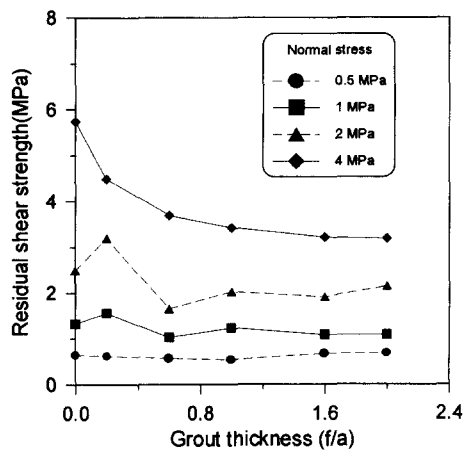 8
6
4
2
0
Residual shear strength(MPa)
Normal stress
0.5 MPa
1 MPa
2 MPa
4 MPa
0.0
0.8
1.6
2.4
Grout thickness (f/a)